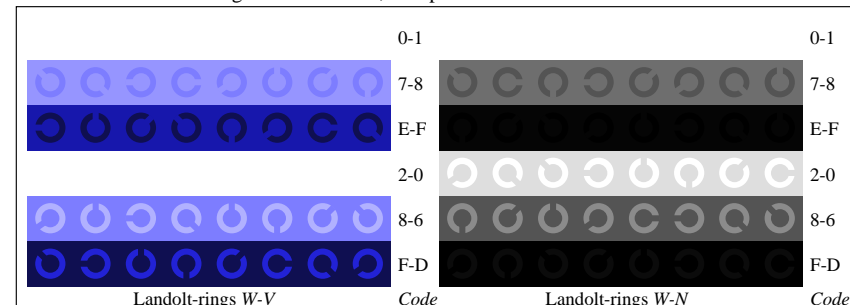 0-1 0-1
7-8 7-8
E-F E-F
2-0 2-0
8-6 8-6
F-D F-D
Landolt-rings W-V Code Landolt-rings W-N Code